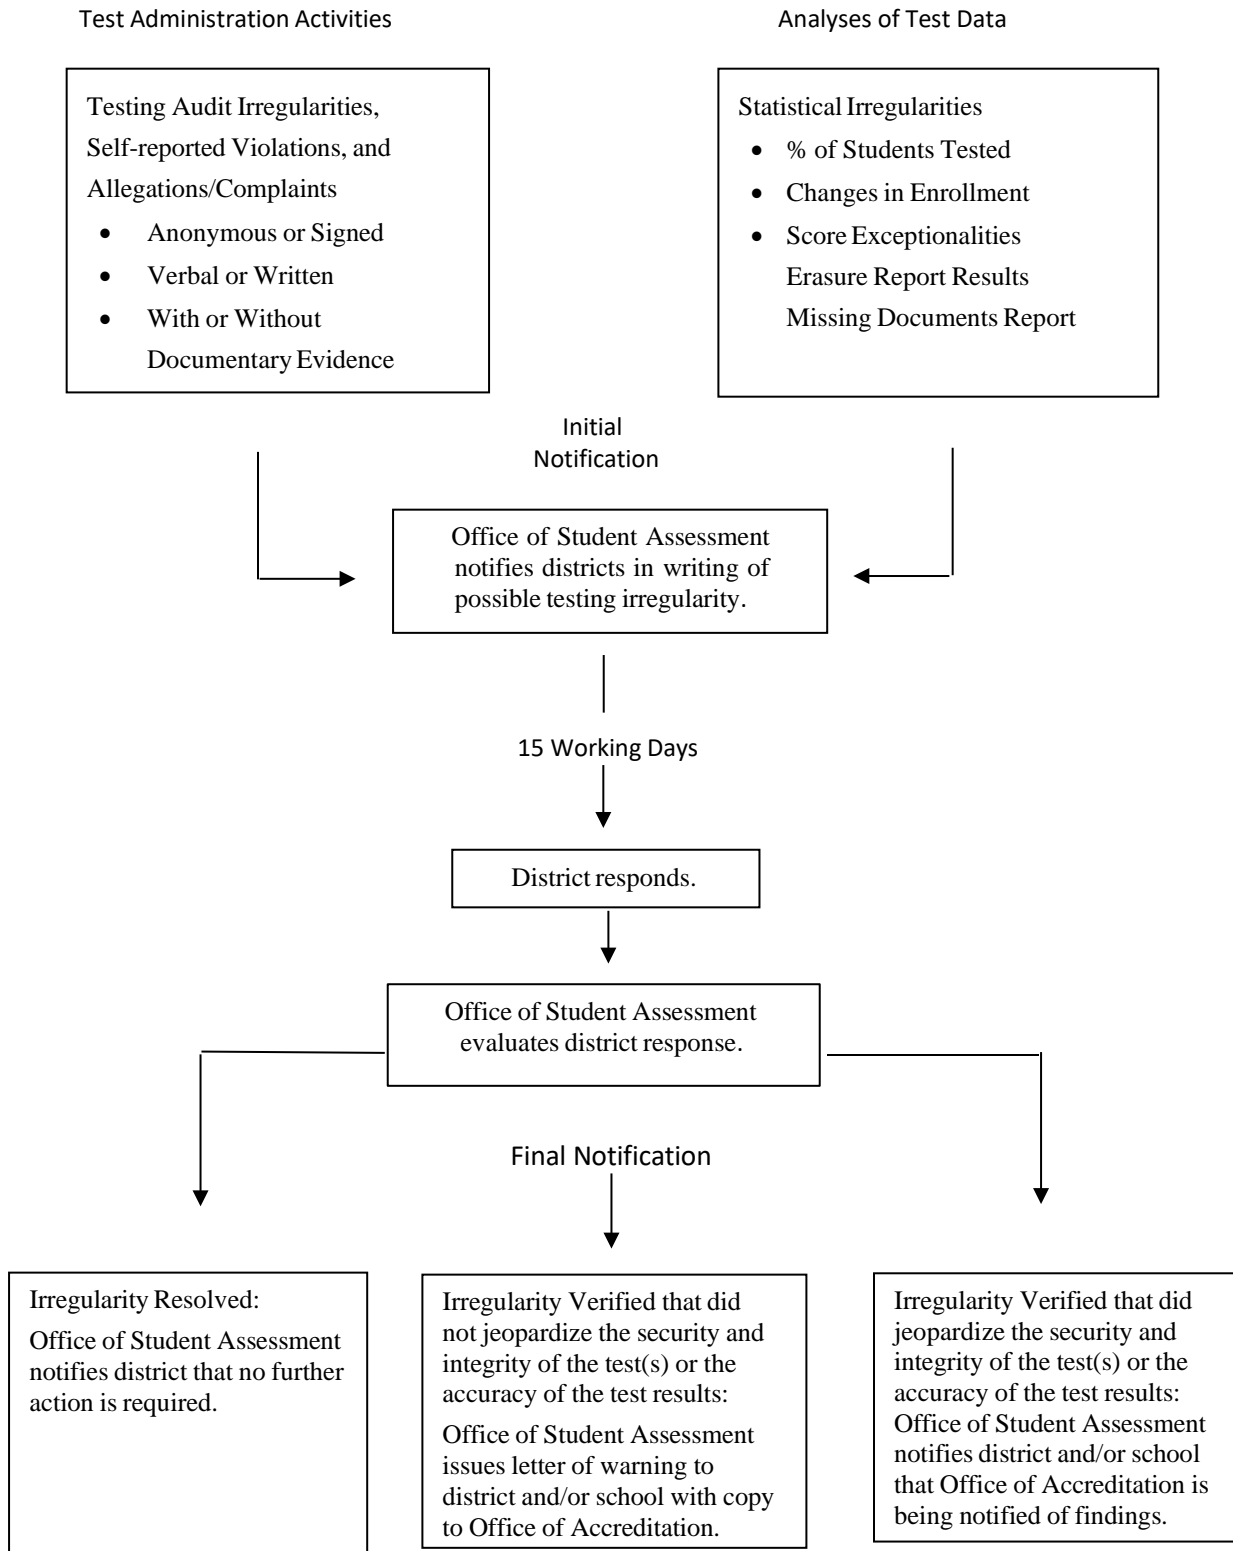 Test Administration Activities
Analyses of Test Data
Testing Audit Irregularities,
Self-reported Violations, and
Allegations/Complaints
• Anonymous or Signed
• Verbal or Written
• With or Without
Documentary Evidence
Statistical Irregularities
• % of Students Tested
• Changes in Enrollment
• Score Exceptionalities
Erasure Report Results
Missing Documents Report
Initial
Notification
Office of Student Assessment
notifies districts in writing of
possible testing irregularity.
15 Working Days
District responds.
Office of Student Assessment
evaluates district response.
Final Notification
Irregularity Resolved:
Office of Student Assessment
notifies district that no further
action is required.
Irregularity Verified that did
not jeopardize the security and
integrity of the test(s) or the
accuracy of the test results:
Office of Student Assessment
issues letter of warning to
district and/or school with copy
to Office of Accreditation.
Irregularity Verified that did
jeopardize the security and
integrity of the test(s) or the
accuracy of the test results:
Office of Student Assessment
notifies district and/or school
that Office of Accreditation is
being notified of findings.